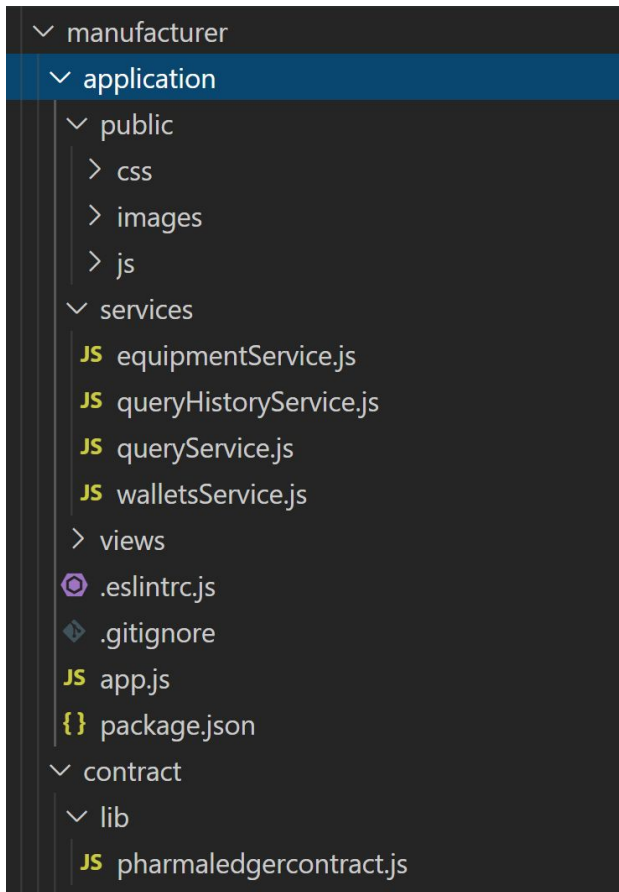 manufacturer
application
public
css
images
js
services
JS equipmentService.js
JS queryHistoryService.js
JS queryService.js
JS walletsService.js
views
.eslintrc.js
.gitignore
JS app.js
{ } package.json
contract
lib
JS pharmaledgercontract.js